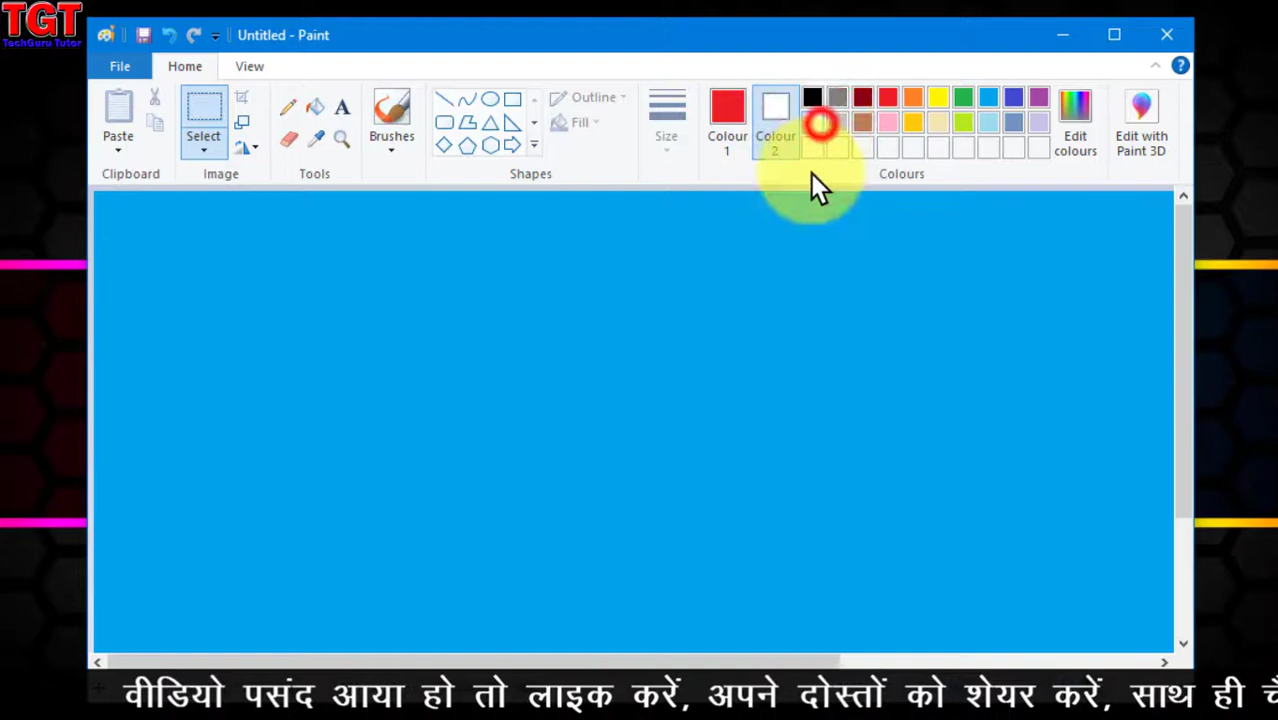 TGT
TechGuru Tutor
Untitled - Paint
File Home View
Paste
Select
Brushes
Outline
Fill
Size
Colour 1
Colour 2
Edit colours
Edit with Paint 3D
Clipboard
Image
Tools
Shapes
Colours
वीडियो पसंद आया हो तो लाइक करें, अपने दोस्तों को शेयर करें, साथ ही